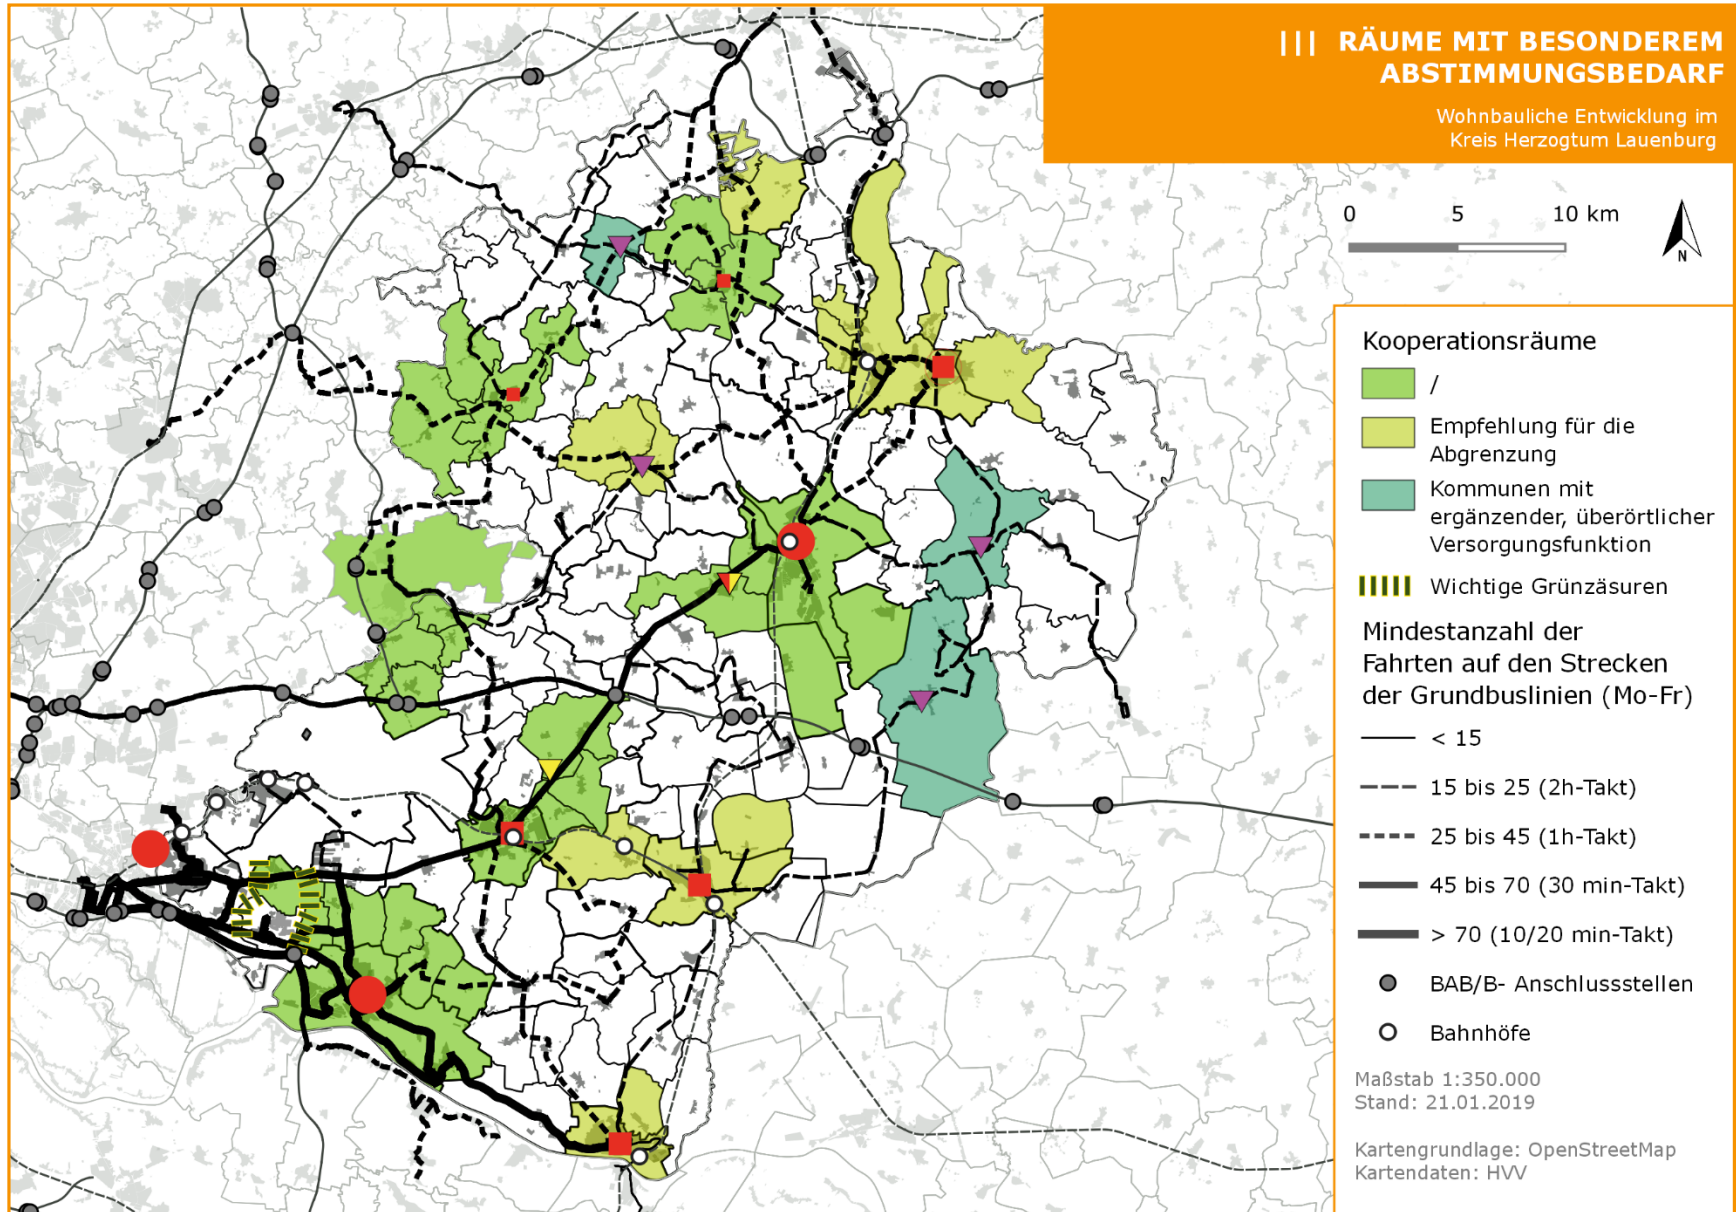 ||| RÄUME MIT BESONDEREM
ABSTIMMUNGSBEDARF
Wohnbauliche Entwicklung im
Kreis Herzogtum Lauenburg
0 5 10 km
N
Kooperationsräume
/
Empfehlung für die
Abgrenzung
Kommunen mit
ergänzender, überörtlicher
Versorgungsfunktion
Wichtige Grünzäsuren
Mindestanzahl der
Fahrten auf den Strecken
der Grundbuslinien (Mo-Fr)
< 15
15 bis 25 (2h-Takt)
25 bis 45 (1h-Takt)
45 bis 70 (30 min-Takt)
> 70 (10/20 min-Takt)
BAB/B- Anschlussstellen
Bahnhöfe
Maßstab 1:350.000
Stand: 21.01.2019
Kartengrundlage: OpenStreetMap
Kartendaten: HVV